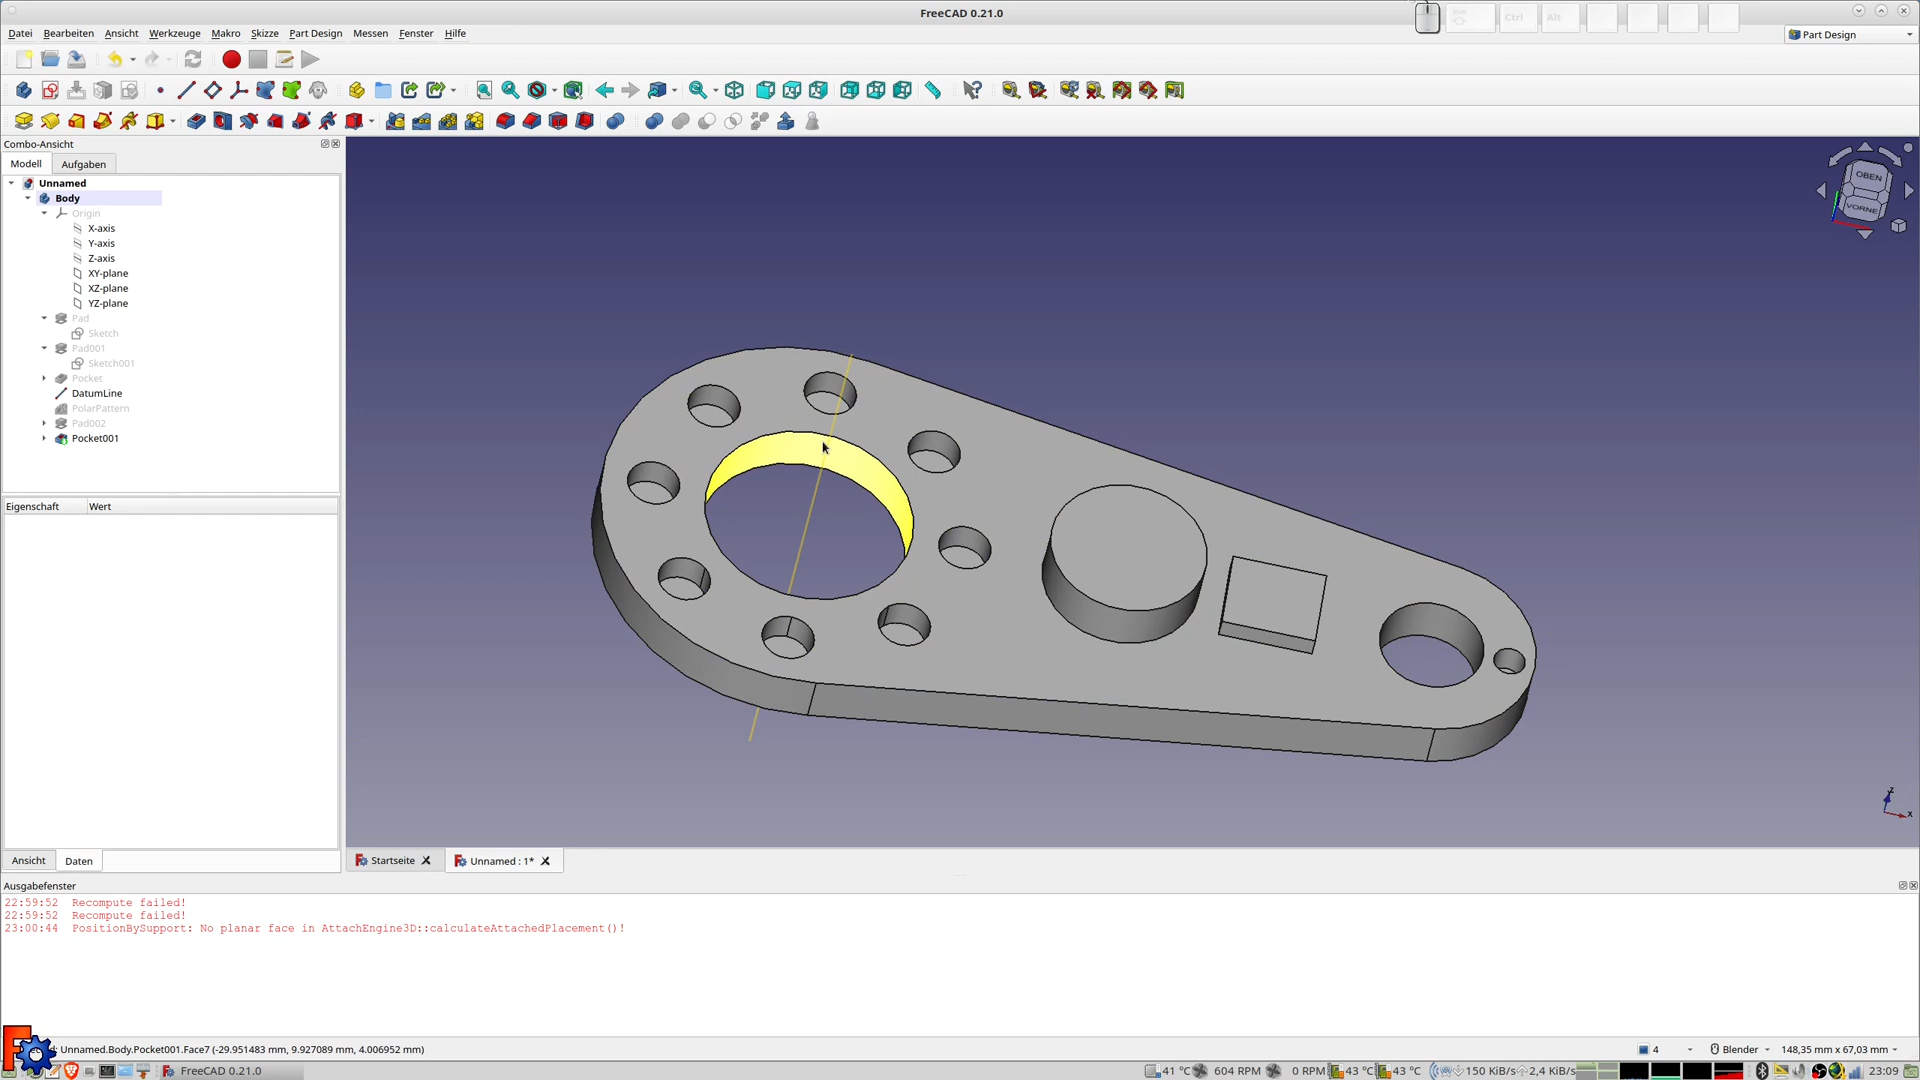 FreeCAD 0.21.0
Ctrl
Alt
Datei Bearbeiten Ansicht Werkzeuge Makro Skizze Part Design Messen Fenster Hilfe
Part Design
Combo-Ansicht
Modell Aufgaben
Unnamed
Body
Origin
X-axis
Y-axis
Z-axis
XY-plane
XZ-plane
YZ-plane
Pad
Sketch
Pad001
Sketch001
Pocket
DatumLine
PolarPattern
Pad002
Pocket001
OBEN
VORNE
Eigenschaft Wert
Z
X
Ansicht Daten
Startseite Unnamed : 1*
Ausgabefenster
22:59:52 Recompute failed!
22:59:52 Recompute failed!
23:00:44 PositionBySupport: No planar face in AttachEngine3D::calculateAttachedPlacement()!
Unnamed.Body.Pocket001.Face7 (-29.951483 mm, 9.927089 mm, 4.006952 mm)
4 Blender 148,35 mm x 67,03 mm
FreeCAD 0.21.0
41 °C 604 RPM 0 RPM 43 °C 43 °C 150 KiB/s 2,4 KiB/s 23:09